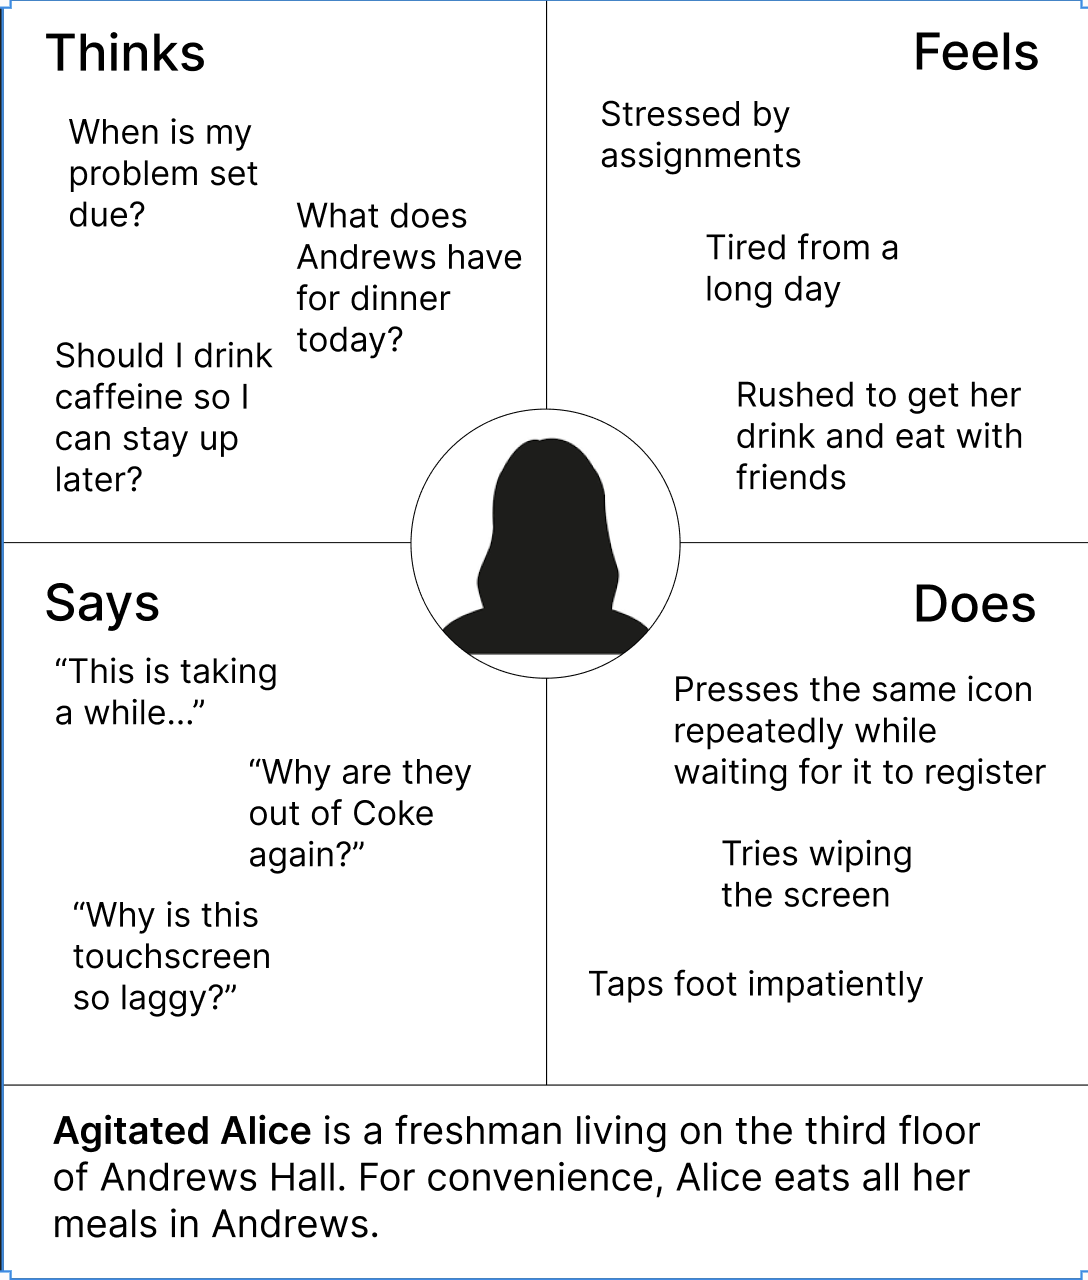 Thinks
When is my
problem set
due?
What does
Andrews have
for dinner
today?
Should I drink
caffeine so I
can stay up
later?
Feels
Stressed by
assignments
Tired from a
long day
Rushed to get her
drink and eat with
friends
Says
“This is taking
a while...”
“Why are they
out of Coke
again?”
“Why is this
touchscreen
so laggy?”
Does
Presses the same icon
repeatedly while
waiting for it to register
Tries wiping
the screen
Taps foot impatiently
Agitated Alice is a freshman living on the third floor
of Andrews Hall. For convenience, Alice eats all her
meals in Andrews.